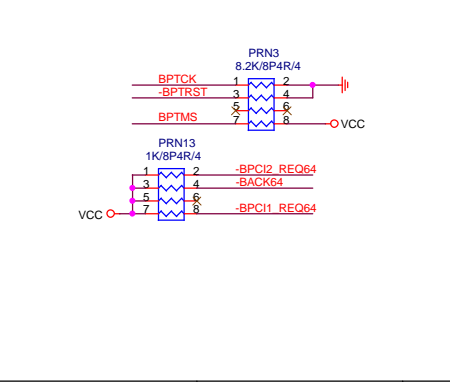 PRN3
8.2K/8P4R/4
BPTCK 1 2
-BPTRST 3 4
5 6
BPTMS 7 8 VCC
PRN13
1K/8P4R/4
1 2 -BPCI2_REQ64
3 4 -BACK64
5 6
VCC 7 8 -BPCI1_REQ64